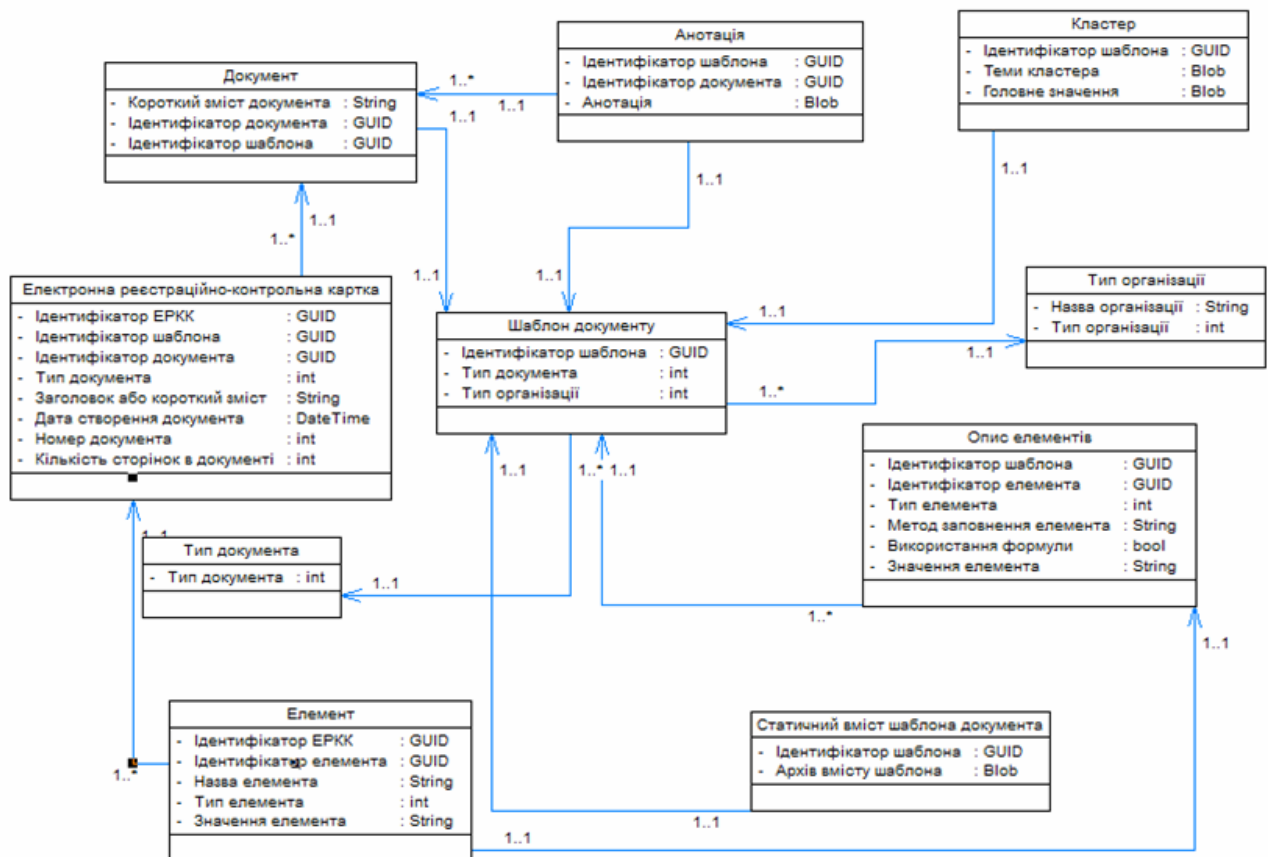 Анотація
- Ідентифікатор шаблона : GUID
- Ідентифікатор документа : GUID
- Анотація : Blob
Кластер
- Ідентифікатор шаблона : GUID
- Теми кластера : Blob
- Головне значення : Blob
Документ
- Короткий зміст документа : String
- Ідентифікатор документа : GUID
- Ідентифікатор шаблона : GUID
1..*
1..1
1..1
1..1
1..1
1..1
1..*
Електронна реєстраційно-контрольна картка
- Ідентифікатор ЕРКК : GUID
- Ідентифікатор шаблона : GUID
- Ідентифікатор документа : GUID
- Тип документа : int
- Заголовок або короткий зміст : String
- Дата створення документа : DateTime
- Номер документа : int
- Кількість сторінок в документі : int
1..1
1..1
Тип організації
- Назва організації : String
- Тип організації : int
Шаблон документу
- Ідентифікатор шаблона : GUID
- Тип документа : int
- Тип організації : int
1..1
1..1
1..*
Опис елементів
- Ідентифікатор шаблона : GUID
- Ідентифікатор елемента : GUID
- Тип елемента : int
- Метод заповнення елемента : String
- Використання формули : bool
- Значення елемента : String
1..1
1..* 1..1
1..1
Тип документа
- Тип документа : int
1..1
1..*
1..1
Елемент
- Ідентифікатор ЕРКК : GUID
- Ідентифікатор елемента : GUID
- Назва елемента : String
- Тип елемента : int
- Значення елемента : String
1..*
Статичний вміст шаблона документа
- Ідентифікатор шаблона : GUID
- Архів вмісту шаблона : Blob
1..1
1..1